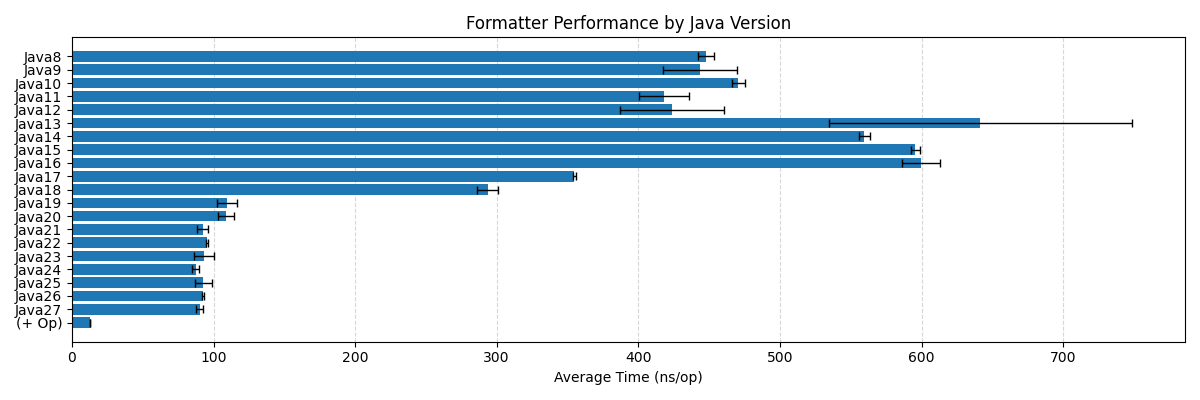 Formatter Performance by Java Version
Java8
Java9
Java10
Java11
Java12
Java13
Java14
Java15
Java16
Java17
Java18
Java19
Java20
Java21
Java22
Java23
Java24
Java25
Java26
Java27
(+ Op)
0 100 200 300 400 500 600 700
Average Time (ns/op)